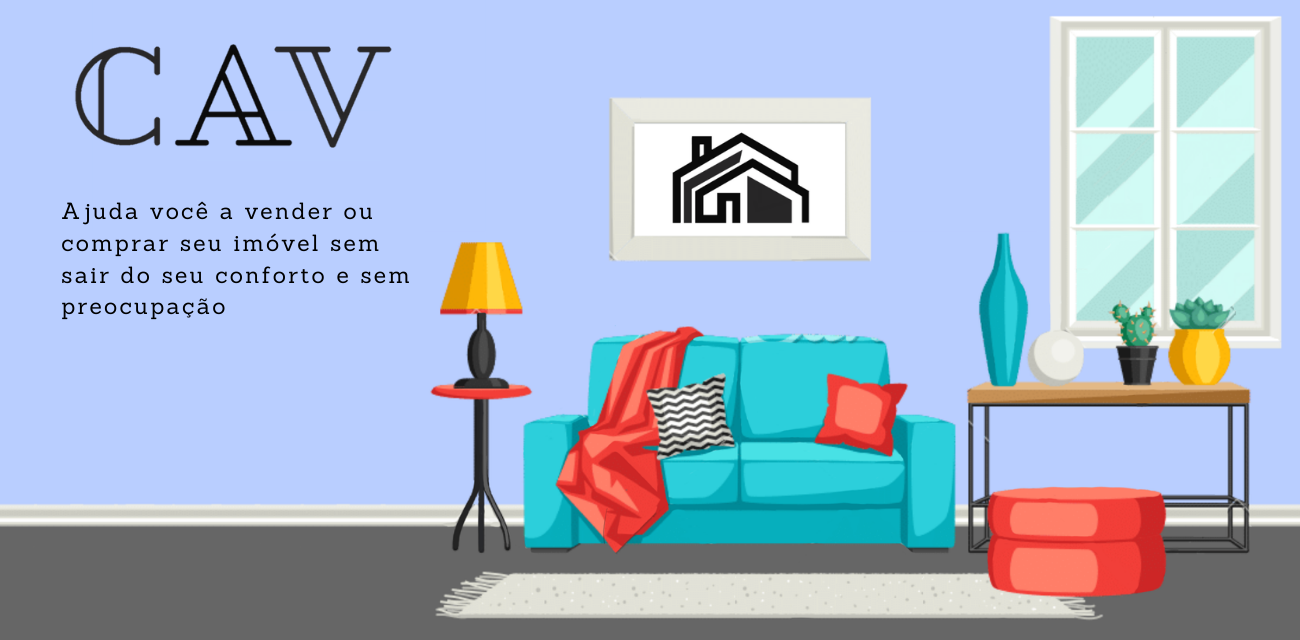 CAV
Ajuda você a vender ou
comprar seu imóvel sem
sair do seu conforto e sem
preocupação